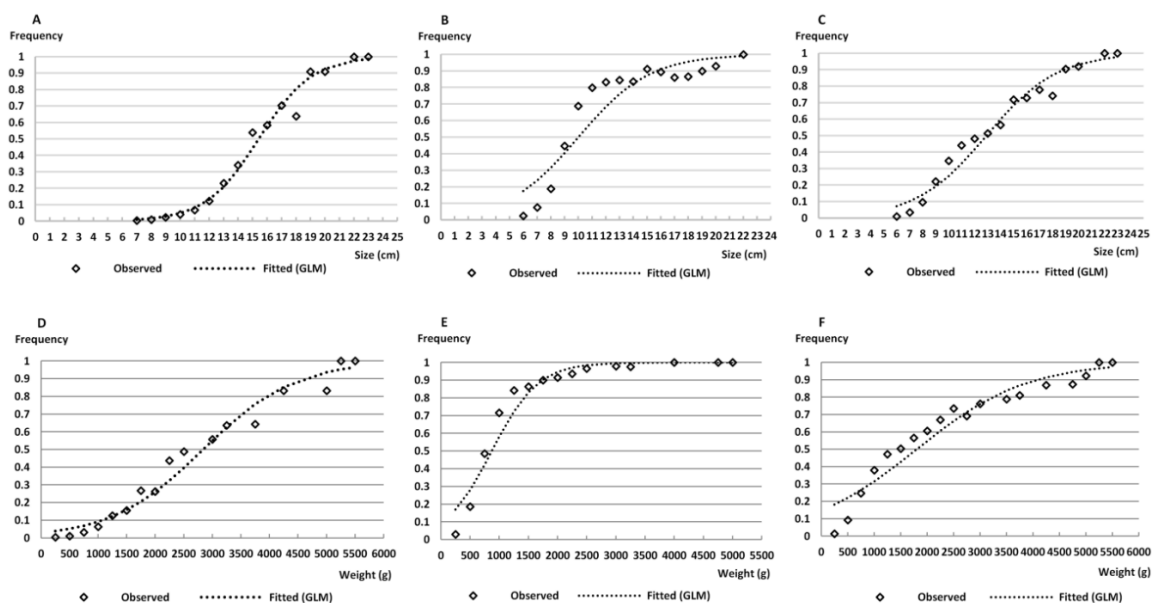 A
Frequency
1
0.9
0.8
0.7
0.6
0.5
0.4
0.3
0.2
0.1
0
0 1 2 3 4 5 6 7 8 9 10 11 12 13 14 15 16 17 18 19 20 21 22 23 25
Size (cm)
Observed Fitted (GLM)
B
Frequency
1
0.9
0.8
0.7
0.6
0.5
0.4
0.3
0.2
0.1
0
0 1 2 3 4 5 6 7 8 9 10 11 12 13 14 15 16 17 18 19 20 21 22 23 24
Size (cm)
Observed Fitted (GLM)
C
Frequency
1
0.9
0.8
0.7
0.6
0.5
0.4
0.3
0.2
0.1
0
0 1 2 3 4 5 6 7 8 9 10 11 12 13 14 15 16 17 18 19 20 21 22 23 25
Size (cm)
Observed Fitted (GLM)
D
Frequency
1
0.9
0.8
0.7
0.6
0.5
0.4
0.3
0.2
0.1
0
0 500 1000 1500 2000 2500 3000 3500 4000 4500 5000 5500 6000
Weight (g)
Observed Fitted (GLM)
E
Frequency
1
0.9
0.8
0.7
0.6
0.5
0.4
0.3
0.2
0.1
0
0 500 1000 1500 2000 2500 3000 3500 4000 4500 5000 5500
Weight (g)
Observed Fitted (GLM)
F
Frequency
1
0.9
0.8
0.7
0.6
0.5
0.4
0.3
0.2
0.1
0
0 500 1000 1500 2000 2500 3000 3500 4000 4500 5000 5500 6000
Weight (g)
Observed Fitted (GLM)